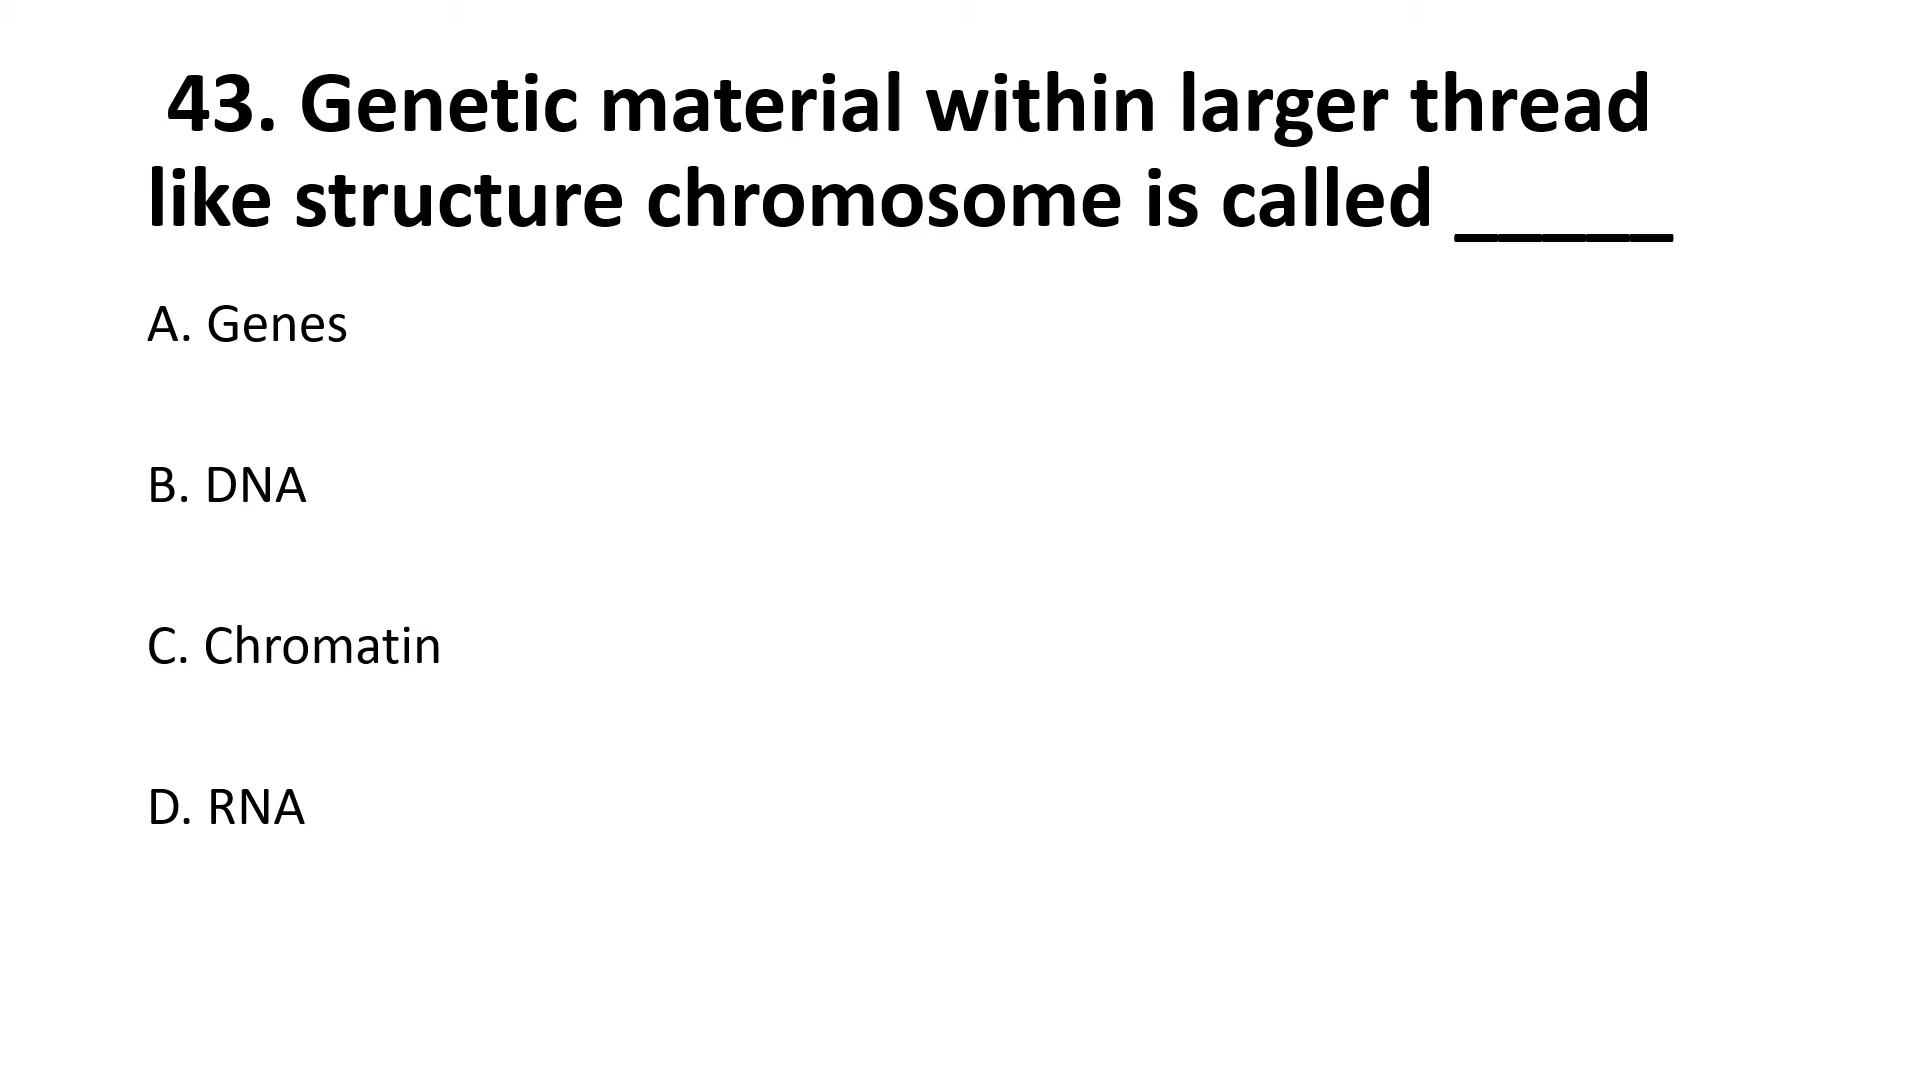 43. Genetic material within larger thread
like structure chromosome is called _____
A. Genes
B. DNA
C. Chromatin
D. RNA